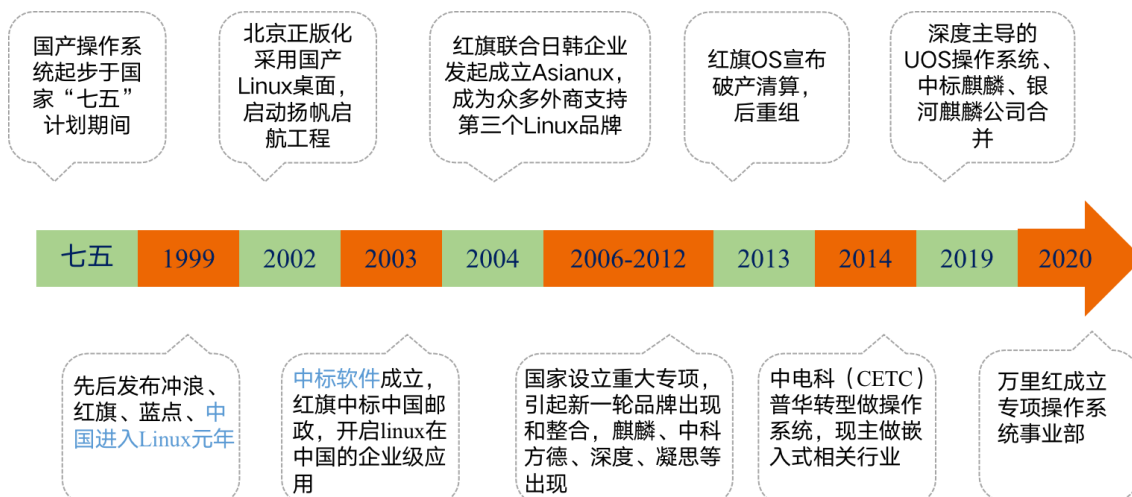 国产操作系
统起步于国
家“七五”
计划期间
北京正版化
采用国产
Linux桌面，
启动扬帆启
航工程
红旗联合日韩企业
发起成立Asianux，
成为众多外商支持
第三个Linux品牌
红旗OS宣布
破产清算，
后重组
深度主导的
UOS操作系统、
中标麒麟、银
河麒麟公司合
并
七五
1999
2002
2003
2004
2006-2012
2013
2014
2019
2020
先后发布冲浪、
红旗、蓝点、中
国进入Linux元年
中标软件成立，
红旗中标中国邮
政，开启linux在
中国的企业级应
用
国家设立重大专项，
引起新一轮品牌出现
和整合，麒麟、中科
方德、深度、凝思等
出现
中电科（CETC）
普华转型做操作
系统，现主做嵌
入式相关行业
万里红成立
专项操作系
统事业部